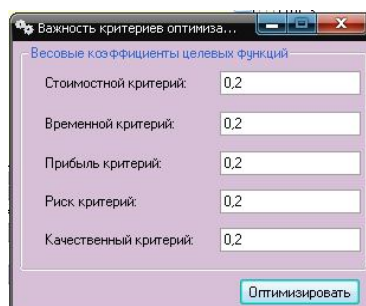 Важность критериев оптимиза...
Весовые коэффициенты целевых функций
Стоимостной критерий: 0,2
Временной критерий: 0,2
Прибыль критерий: 0,2
Риск критерий: 0,2
Качественный критерий: 0,2
Оптимизировать